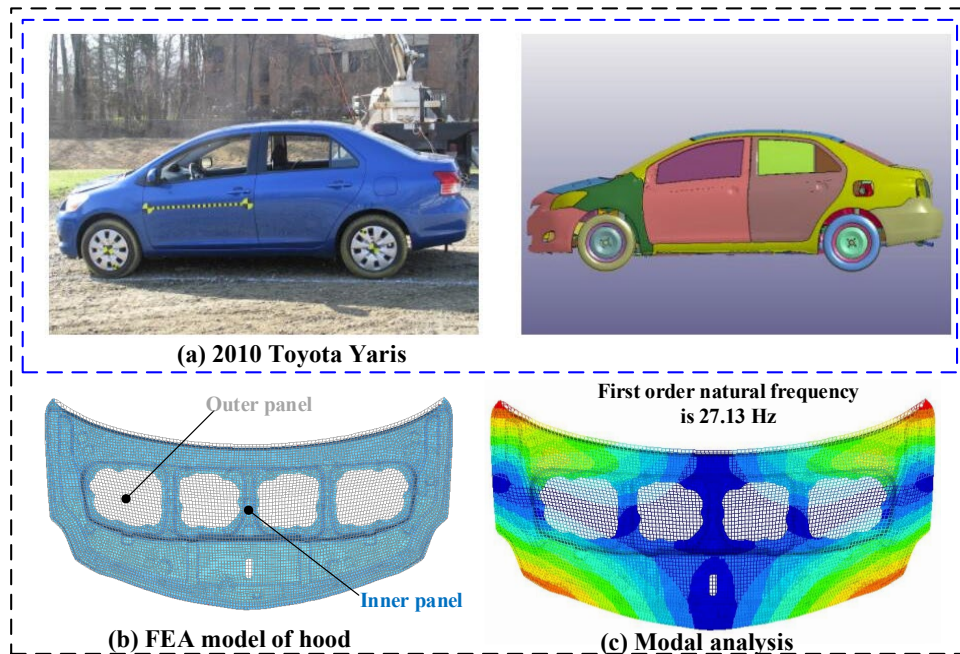 (a) 2010 Toyota Yaris
First order natural frequency
is 27.13 Hz
Outer panel
Inner panel
(b) FEA model of hood
(c) Modal analysis